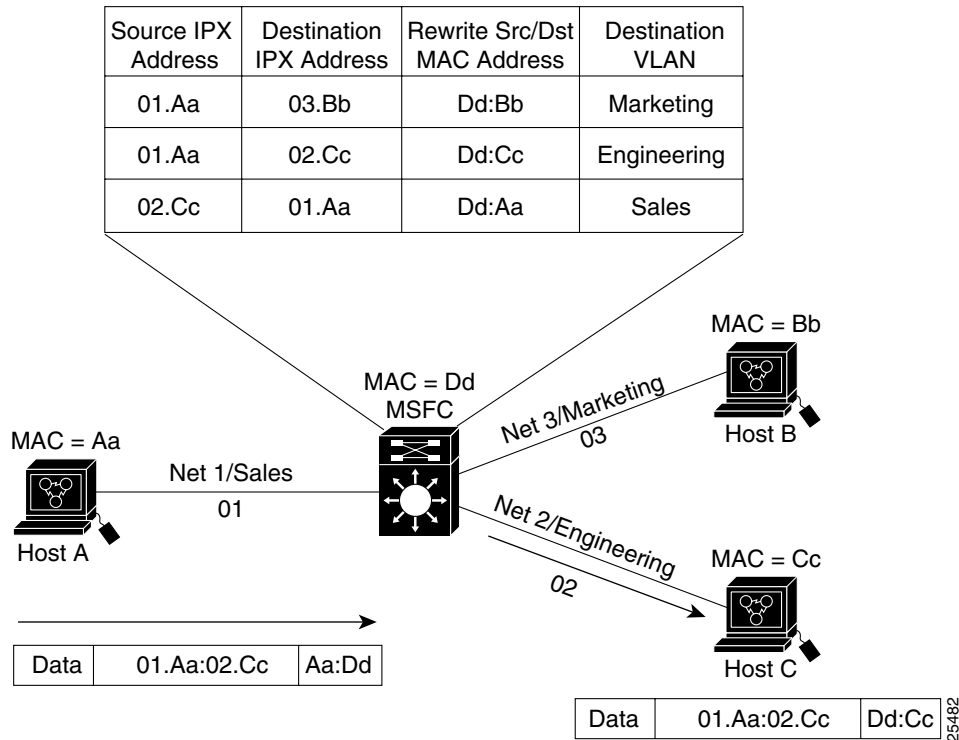 Source IPX Address
Destination IPX Address
Rewrite Src/Dst MAC Address
Destination VLAN
01.Aa
03.Bb
Dd:Bb
Marketing
01.Aa
02.Cc
Dd:Cc
Engineering
02.Cc
01.Aa
Dd:Aa
Sales
MAC = Bb
MAC = Dd
MSFC
Net 3/Marketing
03
Host B
MAC = Aa
Net 1/Sales
01
Host A
Net 2/Engineering
02
MAC = Cc
Host C
Data
01.Aa:02.Cc
Aa:Dd
Data
01.Aa:02.Cc
Dd:Cc
25482